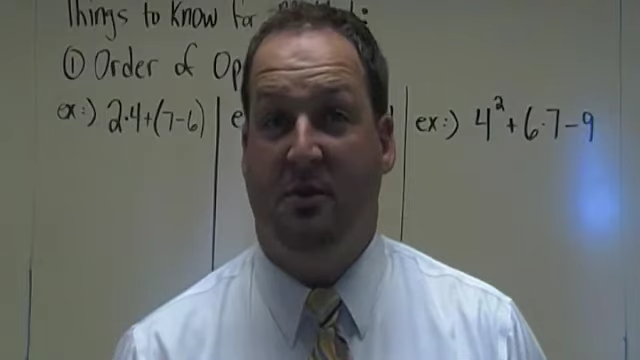 Things to Know for
① Order of Op
ex:) 2·4+(7-6)
ex:) 4²+6·7-9